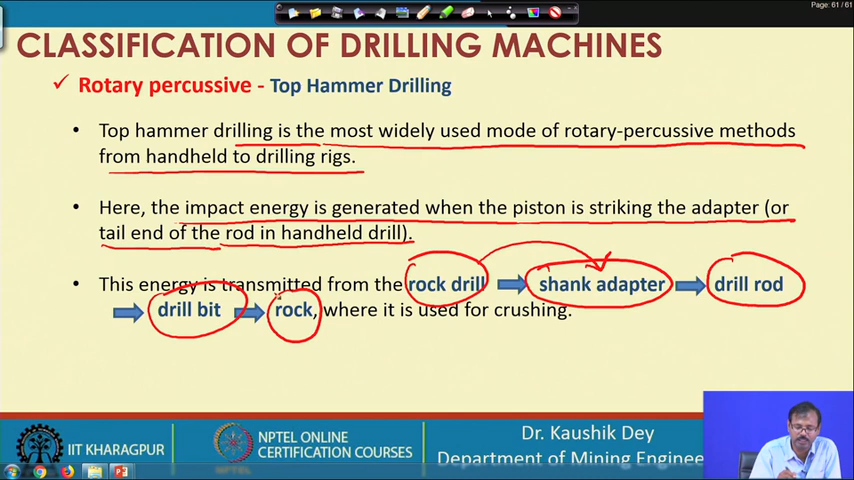 Page: 61 / 61
CLASSIFICATION OF DRILLING MACHINES
✓ Rotary percussive - Top Hammer Drilling
• Top hammer drilling is the most widely used mode of rotary-percussive methods
from handheld to drilling rigs.
• Here, the impact energy is generated when the piston is striking the adapter (or
tail end of the rod in handheld drill).
• This energy is transmitted from the rock drill shank adapter drill rod
drill bit rock, where it is used for crushing.
IIT KHARAGPUR
NPTEL ONLINE
CERTIFICATION COURSES
Dr. Kaushik Dey
Department of Mining Enginee